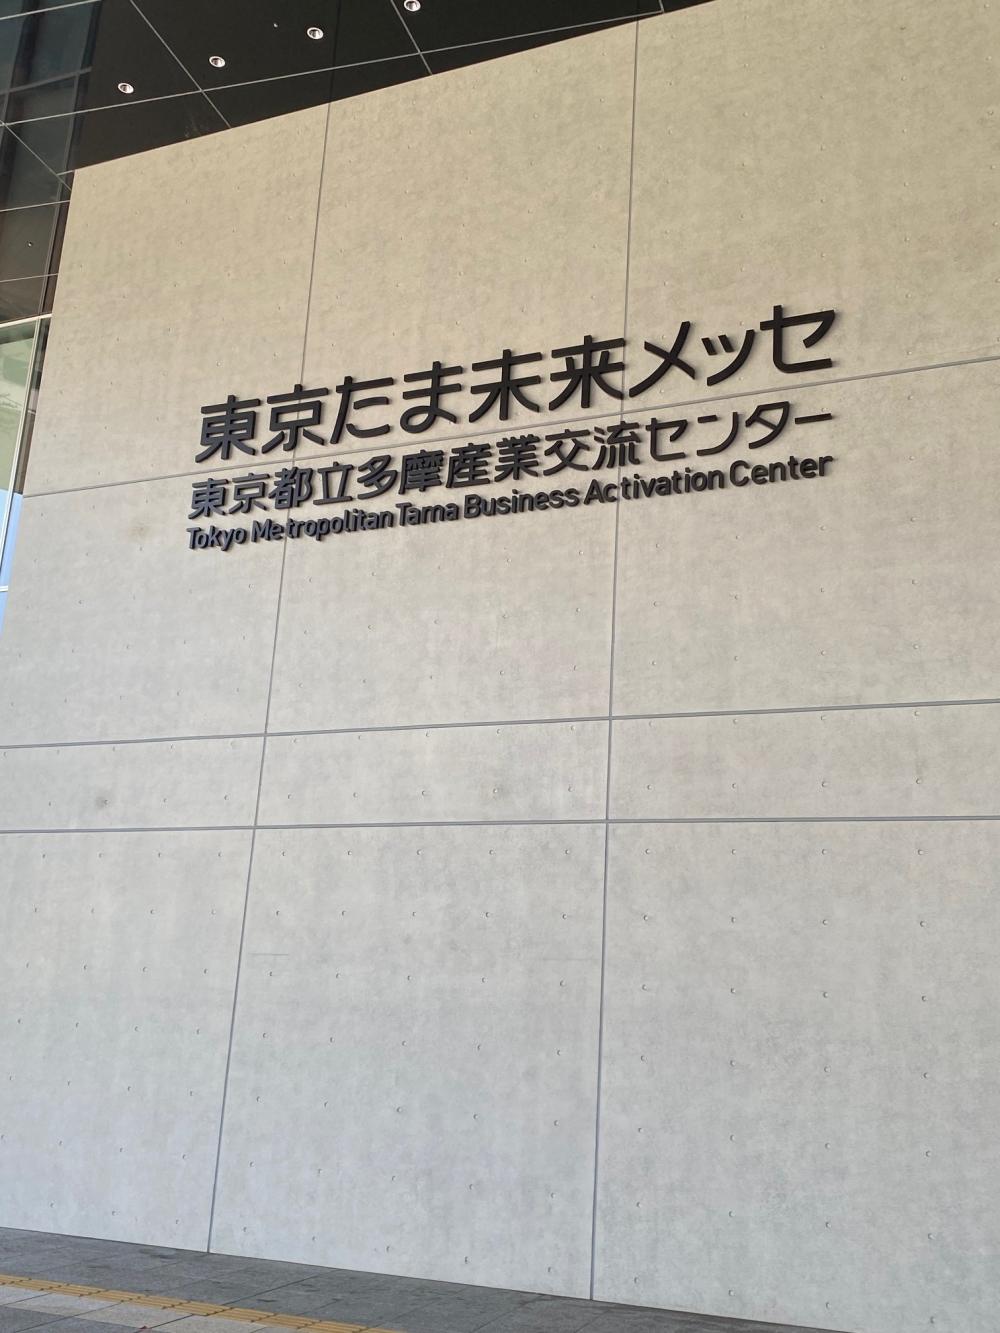 東京たま未来メッセ
東京都立多摩産業交流センター
Tokyo Metropolitan Tama Business Activation Center